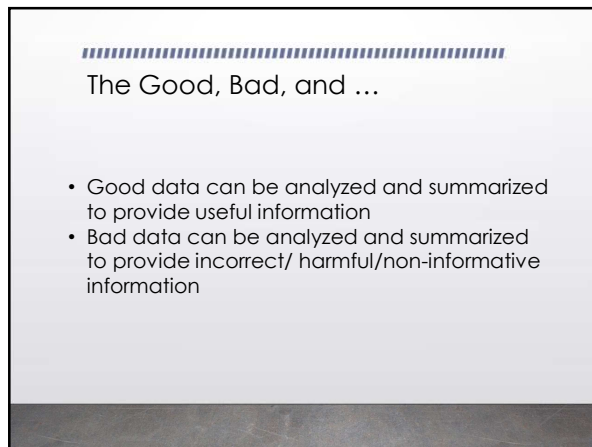 The Good, Bad, and …
• Good data can be analyzed and summarized
to provide useful information
• Bad data can be analyzed and summarized
to provide incorrect/ harmful/non-informative
information